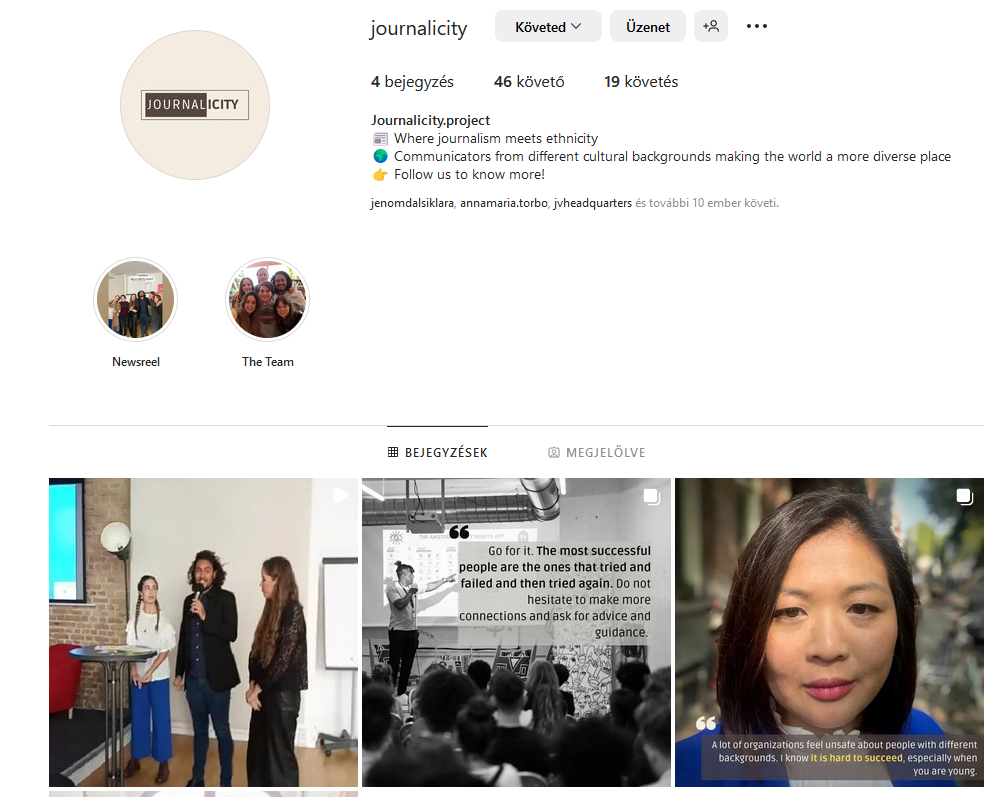 journalicity
Követed
Üzenet
JOURNALICITY
4 bejegyzés 46 követő 19 követés
Journalicity.project
Where journalism meets ethnicity
Communicators from different cultural backgrounds making the world a more diverse place
Follow us to know more!
jenomdalsiklara, annamaria.torbo, jvheadquarters és további 10 ember követi.
Newsreel
The Team
BEJEGYZÉSEK
MEGJELÖLVE
Go for it. The most successful
people are the ones that tried and
failed and then tried again. Do not
hesitate to make more
connections and ask for advice and
guidance.
A lot of organizations feel unsafe about people with different
backgrounds. I know it is hard to succeed, especially when
you are young.